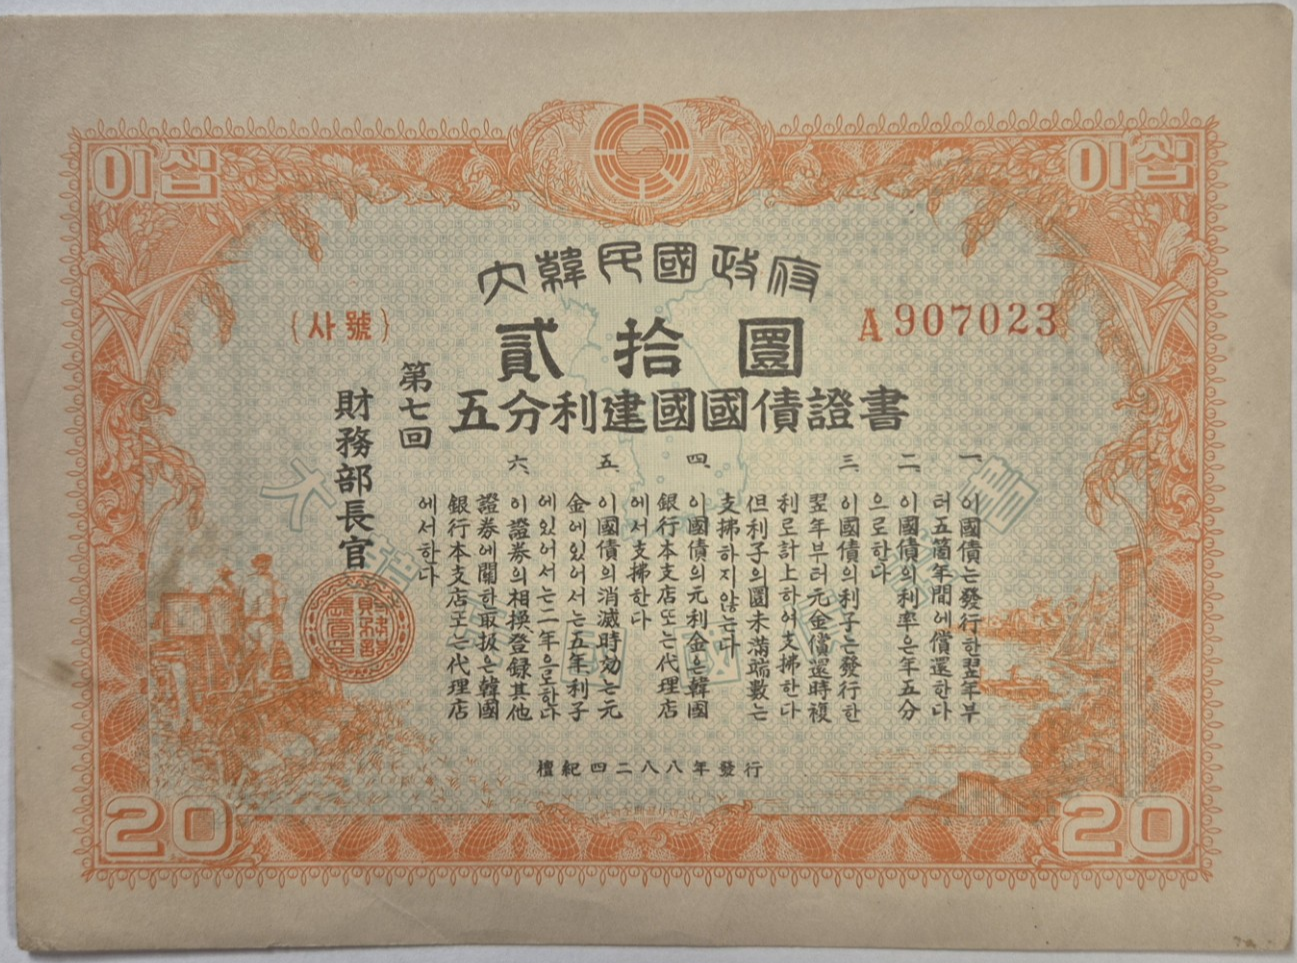 이십
이십
大韓民國政府
(사號)
A907023
貳拾圜
五分利建國國債證書
第七回
財務部長官
一、
이國債는發行한翌年부
터五箇年間에償還한다
二、
이國債의利率은年五分
으로한다
三、
이國債의利子는發行한
翌年부터元金償還時複
利로計上하여支拂한다
但利子의圜未滿端數는
支拂하지않는다
四、
이國債의元利金은韓國
銀行本支店또는代理店
에서支拂한다
五、
이國債의消滅時効는元
金에있어서는五年利子
에있어서는二年으로한다
六、
이證券의相換登錄其他
證券에關한取扱은韓國
銀行本支店또는代理店
에서한다
檀紀四二八八年發行
20
20